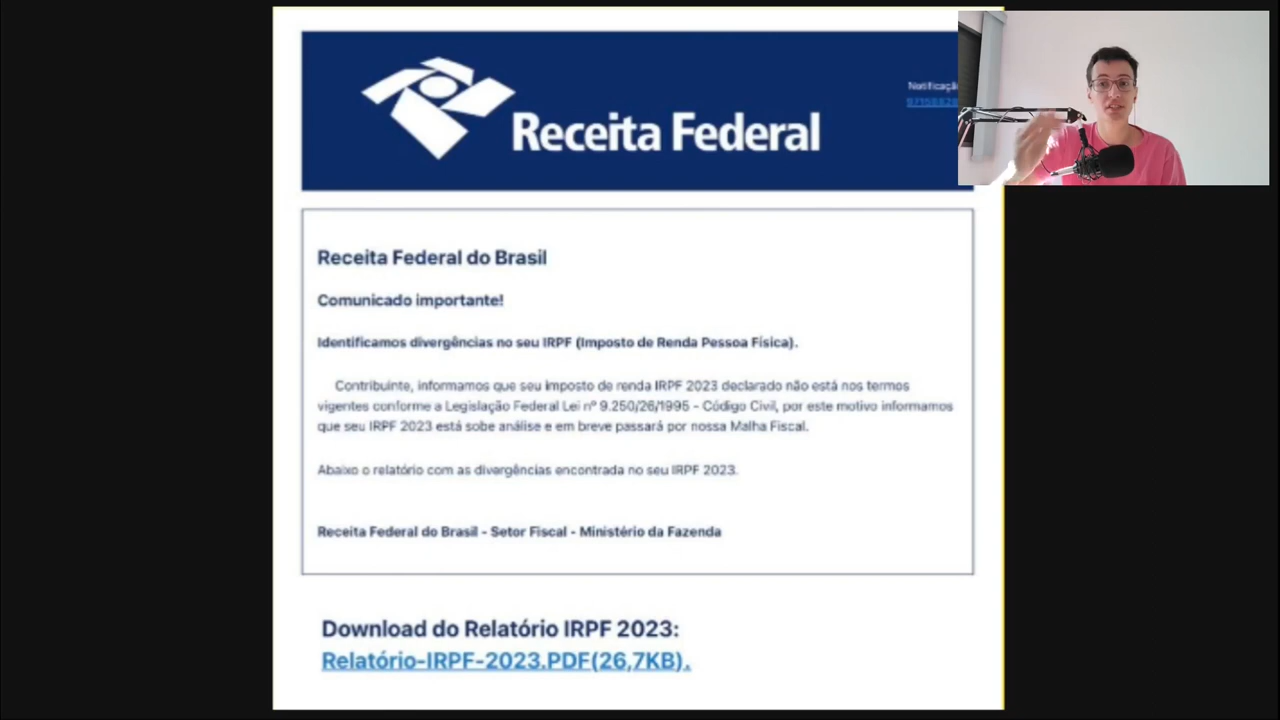 Receita Federal
Receita Federal do Brasil
Comunicado importante!
Identificamos divergências no seu IRPF (Imposto de Renda Pessoa Física).
Contribuinte, informamos que seu imposto de renda IRPF 2023 declarado não está nos termos
vigentes conforme a Legislação Federal Lei nº 9.250/26/1995 - Código Civil, por este motivo informamos
que seu IRPF 2023 está sobe análise e em breve passará por nossa Malha Fiscal.
Abaixo o relatório com as divergências encontrada no seu IRPF 2023.
Receita Federal do Brasil - Setor Fiscal - Ministério da Fazenda
Download do Relatório IRPF 2023:
Relatório-IRPF-2023.PDF(26,7KB).